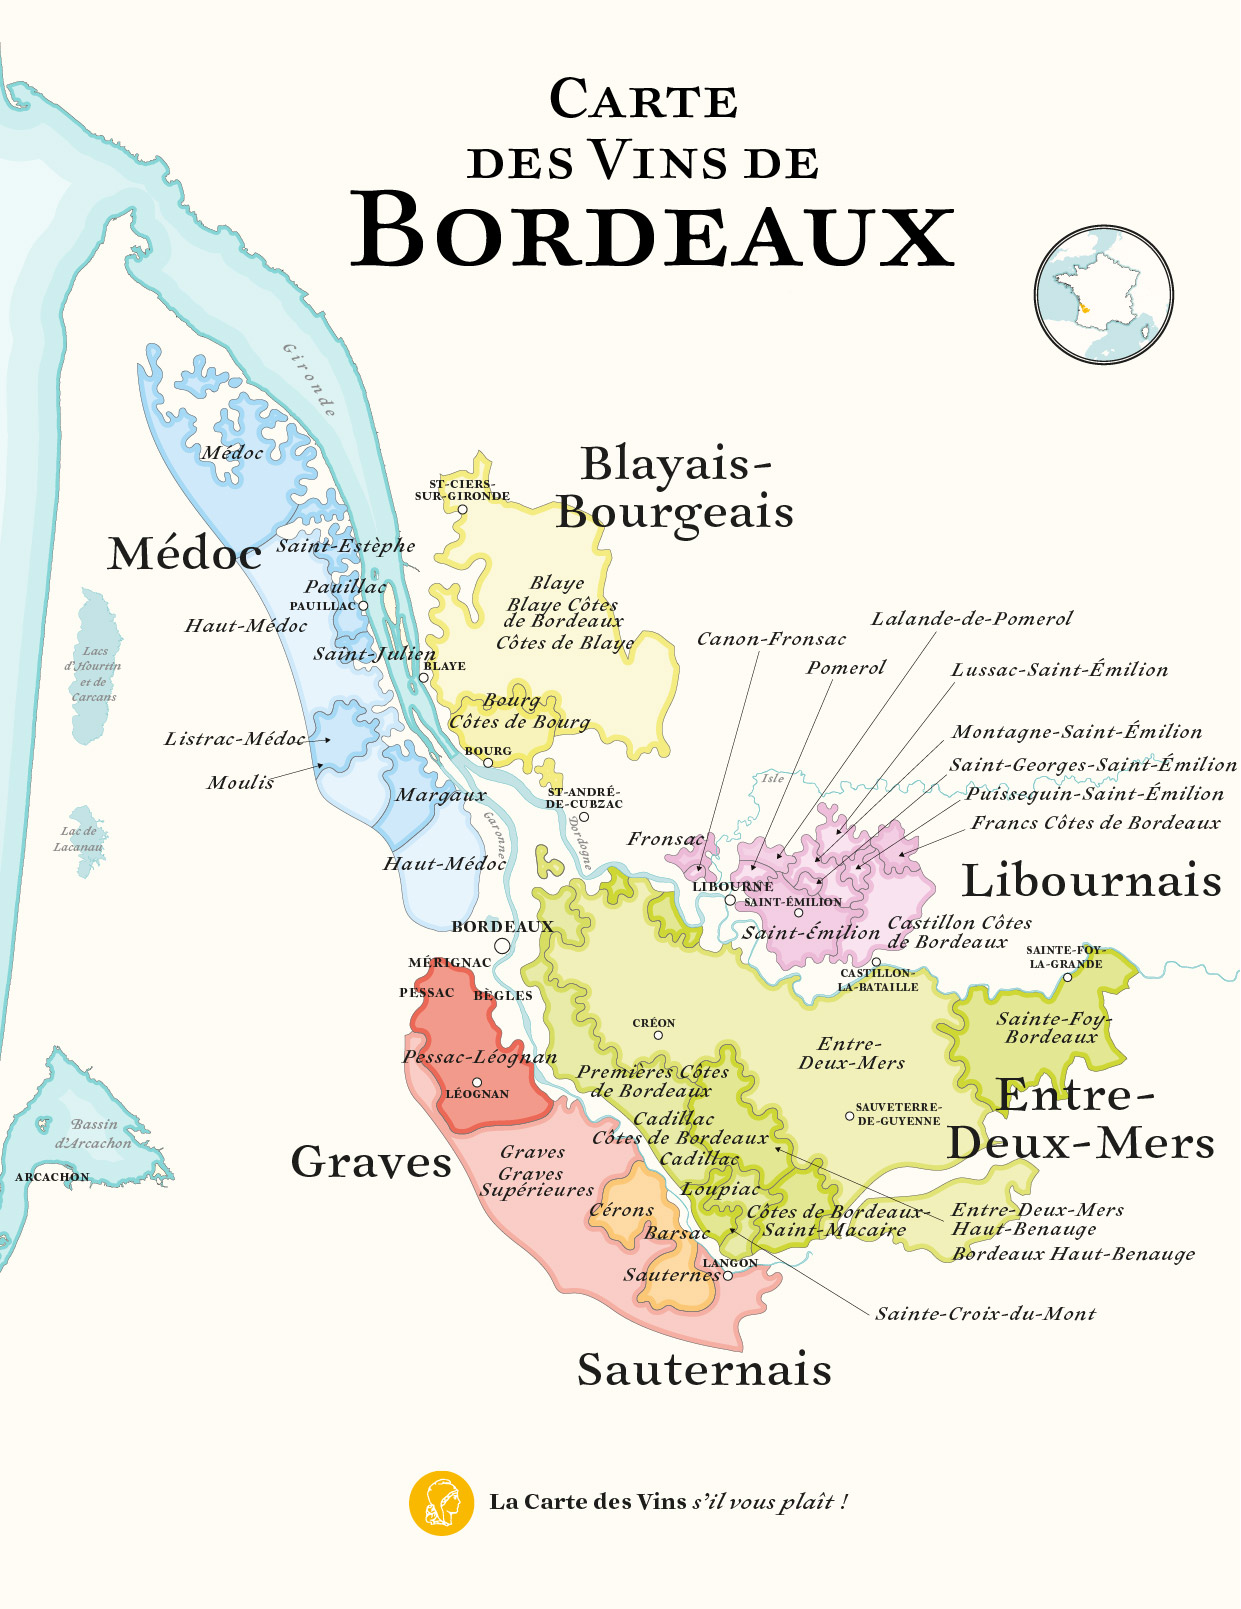 Carte
des Vins de
Bordeaux
Gironde
Médoc
Médoc
Saint-Estèphe
Pauillac
PAUILLAC
Haut-Médoc
Saint-Julien
Lacs
d'Hourtin
et de
Carcans
Listrac-Médoc
Moulis
Margaux
Lac de
Lacanau
Haut-Médoc
Blayais-
Bourgeais
ST-CIERS-
SUR-GIRONDE
Blaye
Blaye Côtes
de Bordeaux
Côtes de Blaye
BLAYE
Bourg
Côtes de Bourg
BOURG
ST-ANDRÉ-
DE-CUBZAC
Garonne
Dordogne
Isle
Canon-Fronsac
Lalande-de-Pomerol
Pomerol
Lussac-Saint-Émilion
Montagne-Saint-Émilion
Saint-Georges-Saint-Émilion
Puisseguin-Saint-Émilion
Francs Côtes de Bordeaux
Fronsac
Libournais
LIBOURNE
SAINT-ÉMILION
Saint-Émilion
Castillon Côtes
de Bordeaux
CASTILLON-
LA-BATAILLE
SAINTE-FOY-
LA-GRANDE
BORDEAUX
MÉRIGNAC
PESSAC
BÈGLES
Pessac-Léognan
LÉOGNAN
CRÉON
Entre-
Deux-Mers
Sainte-Foy-
Bordeaux
Entre-
Deux-Mers
Premières Côtes
de Bordeaux
Cadillac
Côtes de Bordeaux
Cadillac
SAUVETERRE-
DE-GUYENNE
Bassin
d'Arcachon
ARCACHON
Graves
Graves
Graves
Supérieures
Loupiac
Cérons
Barsac
Côtes de Bordeaux-
Saint-Macaire
Entre-Deux-Mers
Haut-Benauge
Bordeaux Haut-Benauge
Sauternes
LANGON
Sainte-Croix-du-Mont
Sauternais
La Carte des Vins s'il vous plaît !